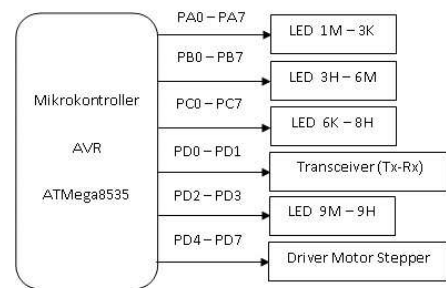 Mikrokontroller
AVR
ATMega8535
PA0 – PA7
LED 1M – 3K
PB0 – PB7
LED 3H – 6M
PC0 – PC7
LED 6K – 8H
PD0 – PD1
Transceiver (Tx-Rx)
PD2 – PD3
LED 9M – 9H
PD4 – PD7
Driver Motor Stepper